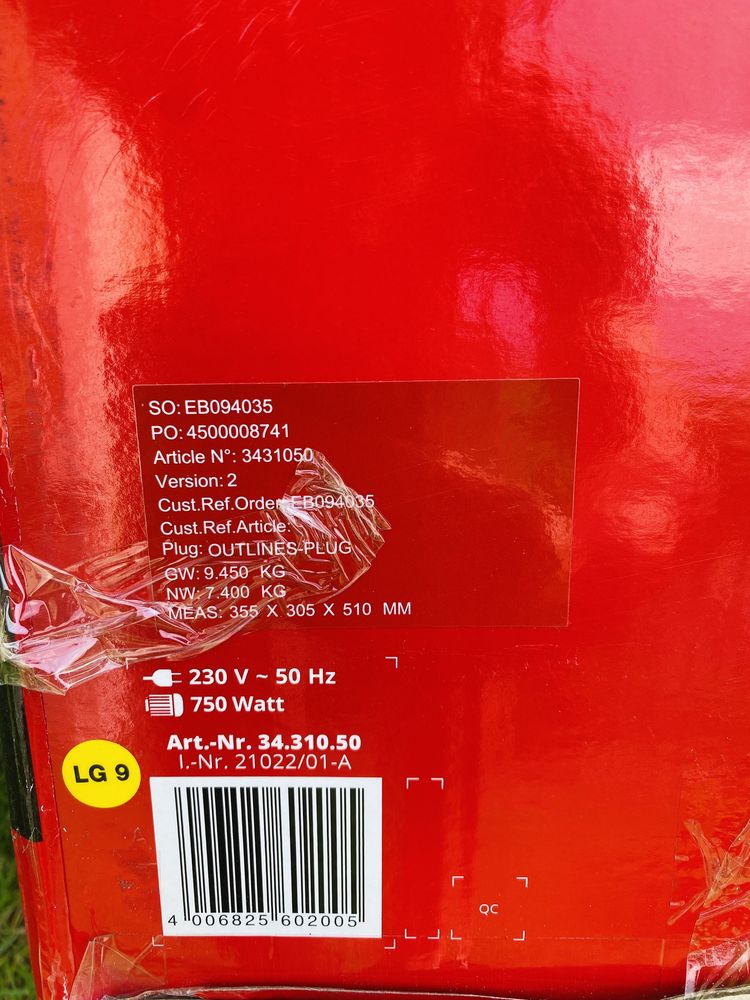 SO: EB094035
PO: 4500008741
Article N°: 3431050
Version: 2
Cust.Ref.Order: EB094035
Cust.Ref.Article:
Plug: OUTLINES-PLUG
GW: 9.450 KG
NW: 7.400 KG
MEAS: 355 X 305 X 510 MM
230 V ~ 50 Hz
750 Watt
Art.-Nr. 34.310.50
I.-Nr. 21022/01-A
LG 9
4 006825 602005
QC